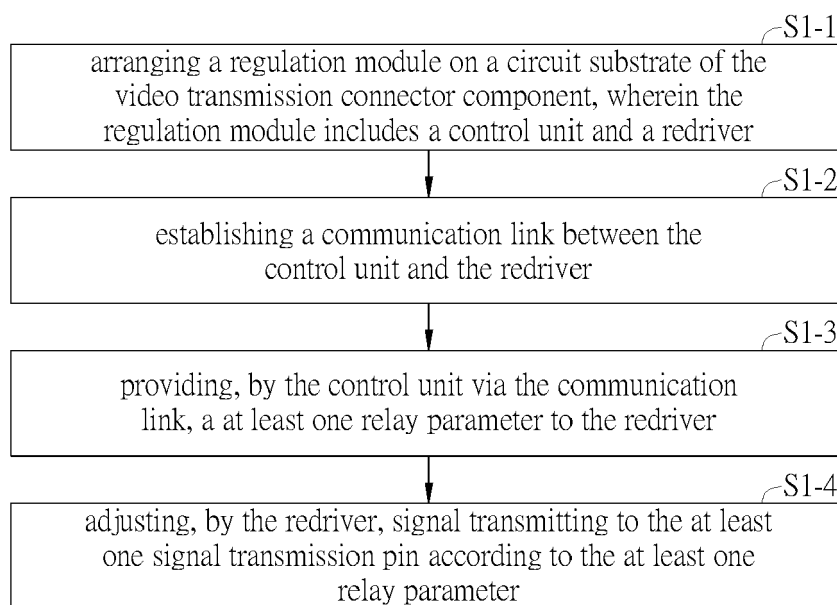 S1-1
arranging a regulation module on a circuit substrate of the
video transmission connector component, wherein the
regulation module includes a control unit and a redriver
S1-2
establishing a communication link between the
control unit and the redriver
S1-3
providing, by the control unit via the communication
link, a at least one relay parameter to the redriver
S1-4
adjusting, by the redriver, signal transmitting to the at least
one signal transmission pin according to the at least one
relay parameter